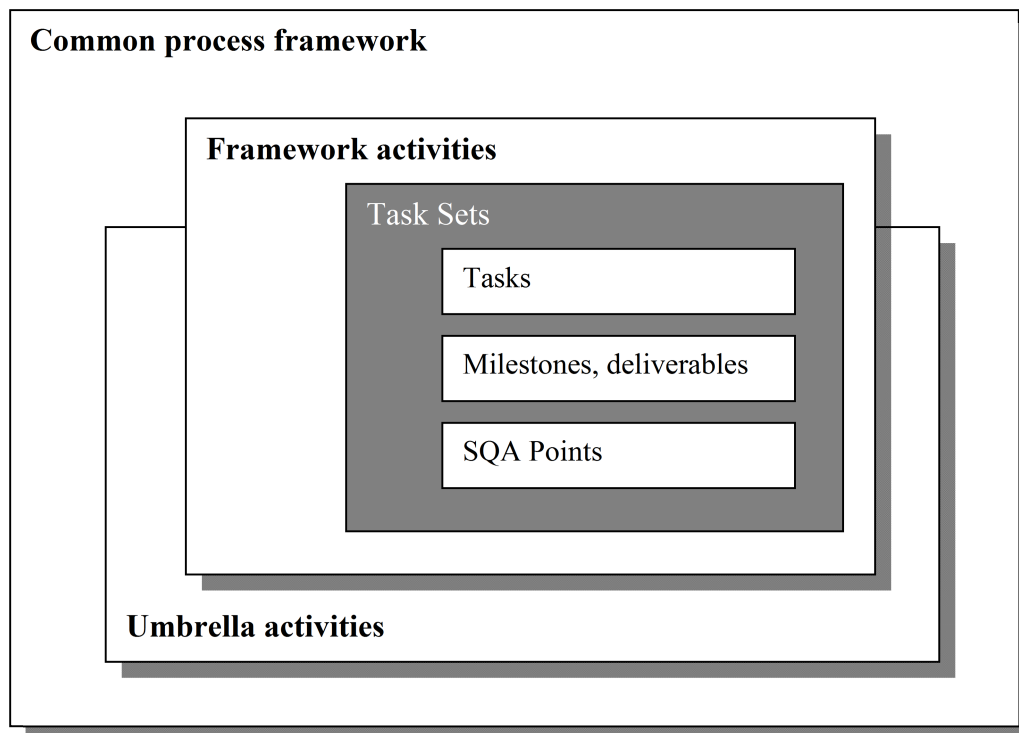 Common process framework
Framework activities
Task Sets
Tasks
Milestones, deliverables
SQA Points
Umbrella activities